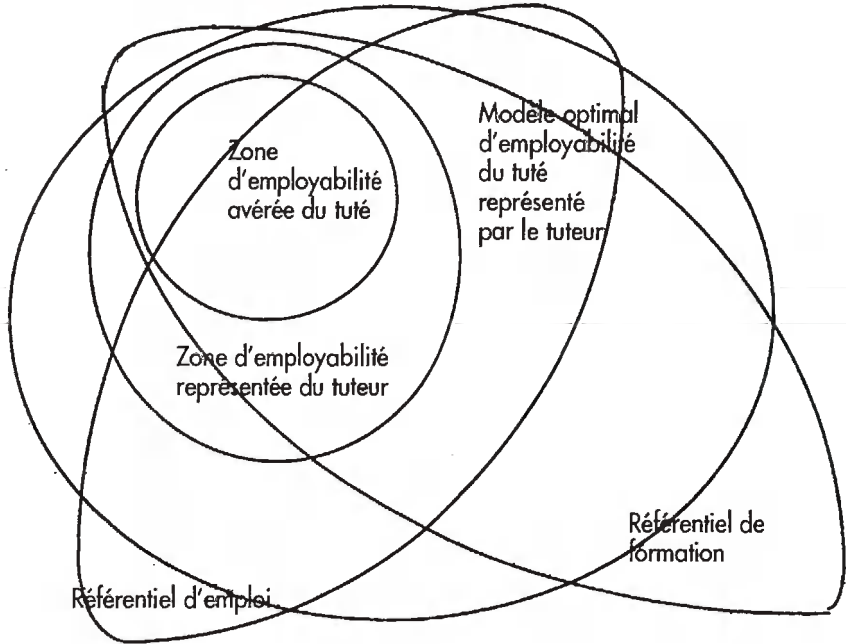 Modèle optimal
d'employabilité
du tuté
représenté
par le tuteur
Zone
d'employabilité
avérée du tuté
Zone d'employabilité
représentée du tuteur
Référentiel de
formation
Référentiel d'emploi